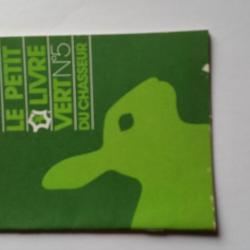 LE PETIT
LIVRE
VERT N°5
DU CHASSEUR